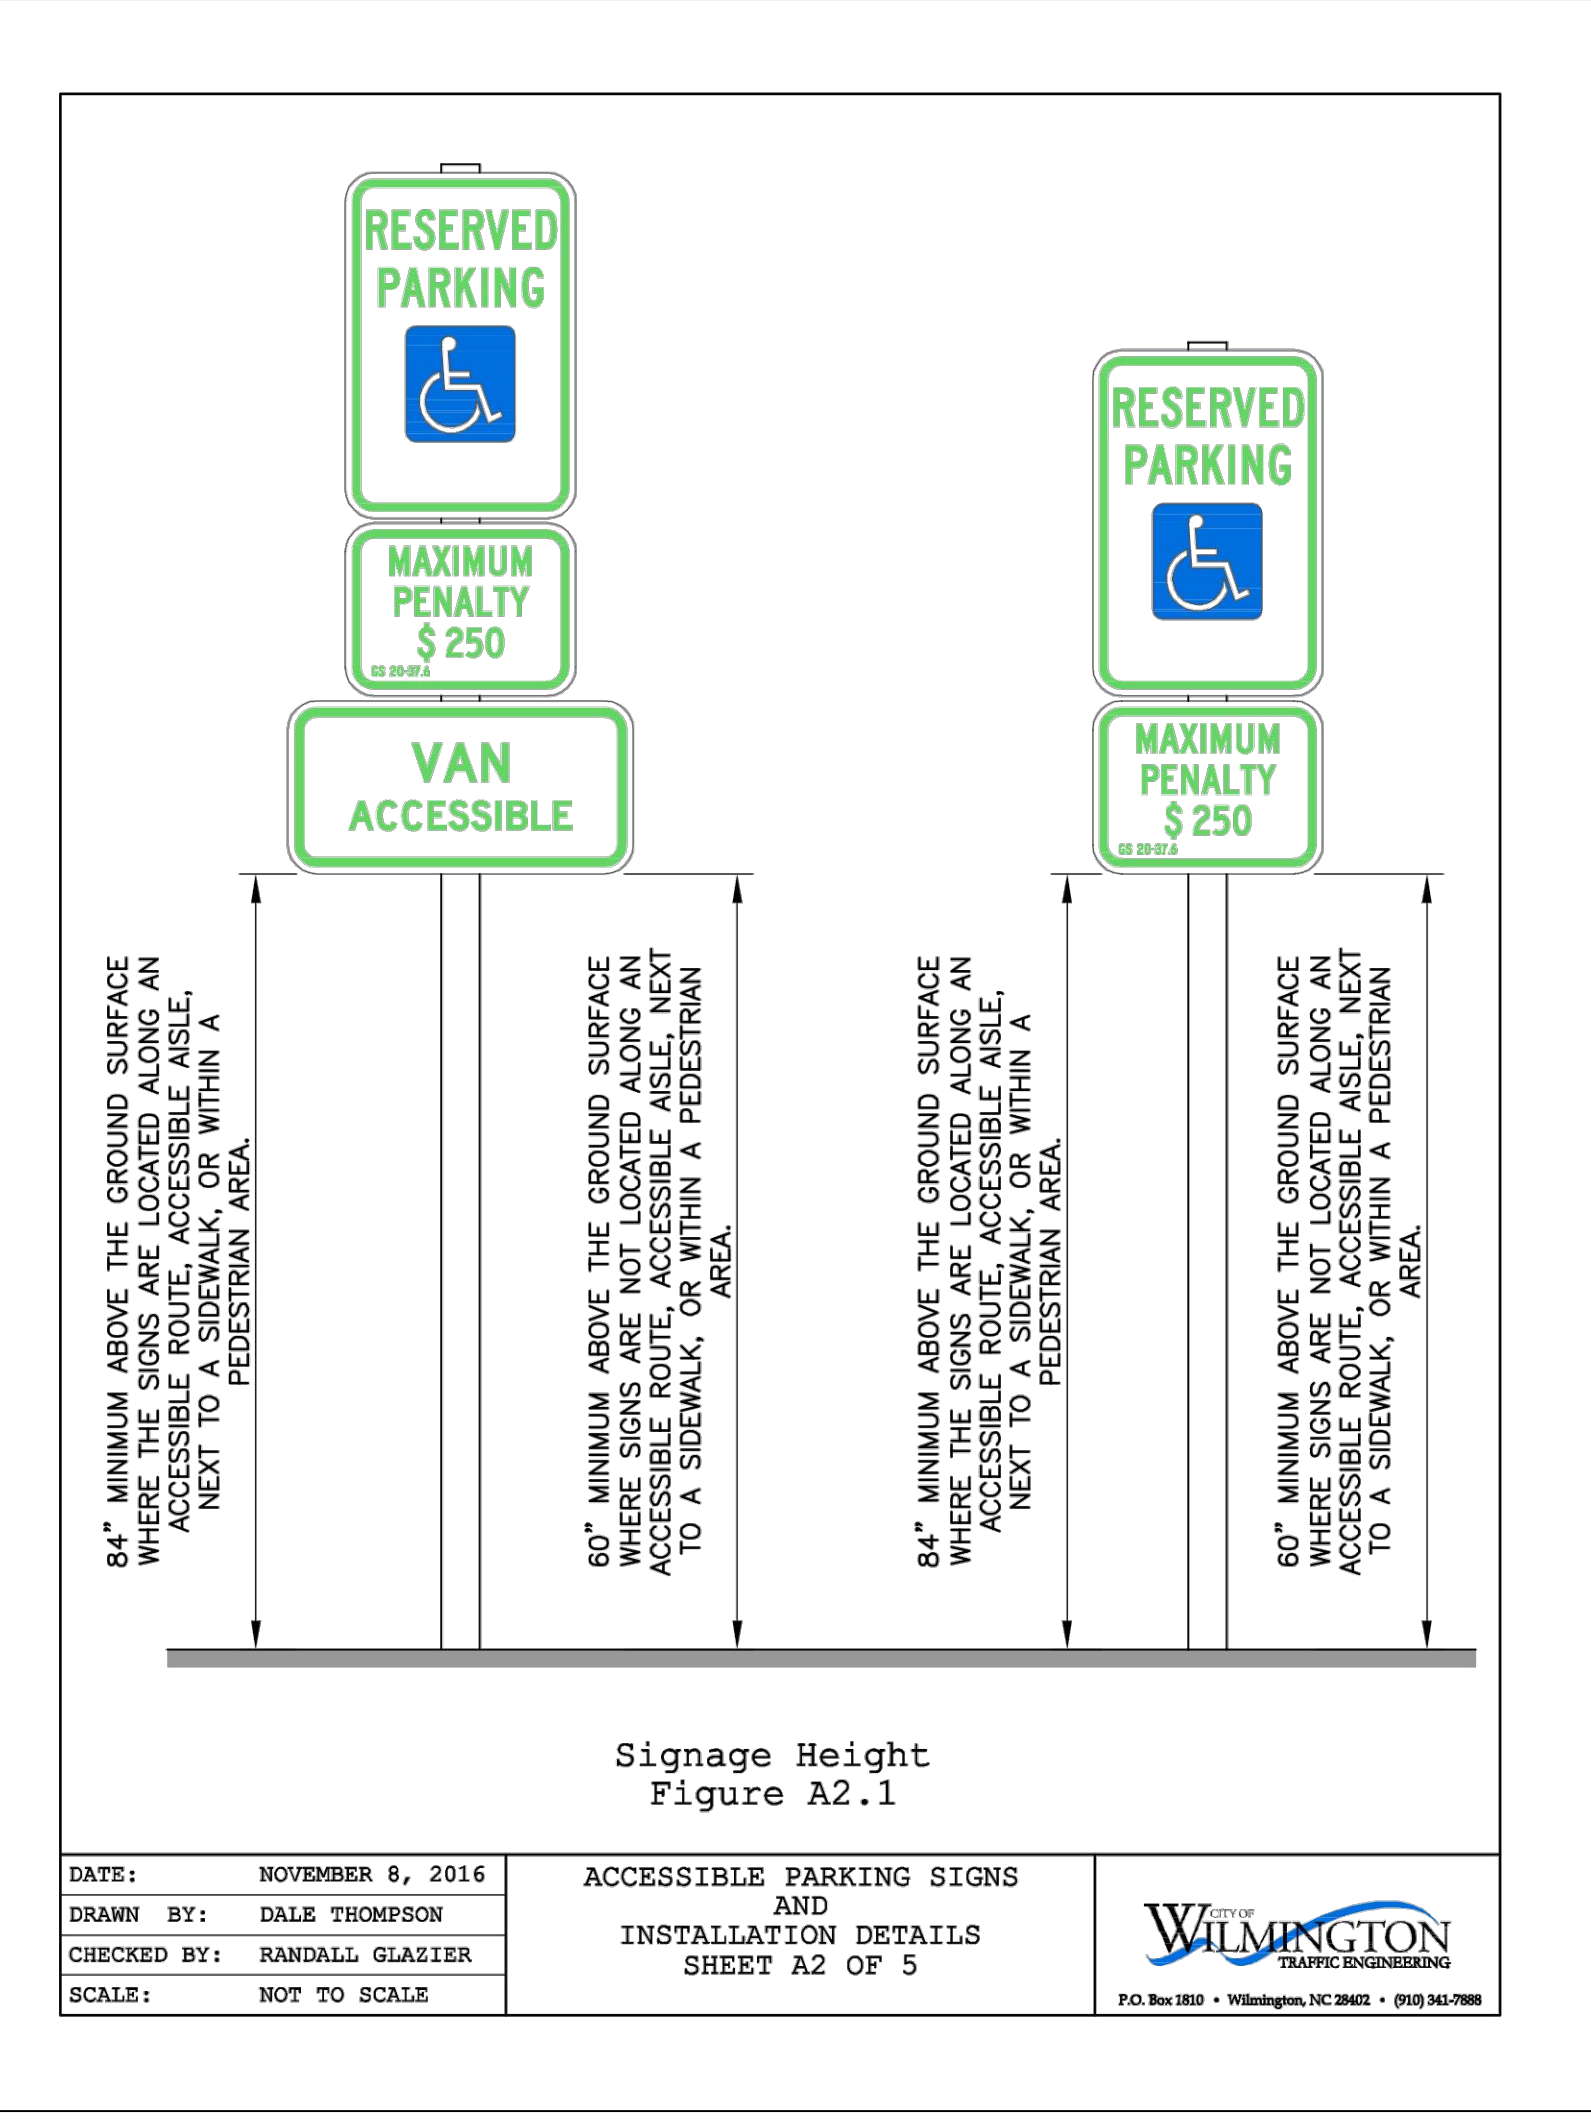 RESERVED
PARKING
MAXIMUM
PENALTY
$ 250
GS 20-37.6
VAN
ACCESSIBLE
RESERVED
PARKING
MAXIMUM
PENALTY
$ 250
GS 20-37.6
84" MINIMUM ABOVE THE GROUND SURFACE
WHERE THE SIGNS ARE LOCATED ALONG AN
ACCESSIBLE ROUTE, ACCESSIBLE AISLE,
NEXT TO A SIDEWALK, OR WITHIN A
PEDESTRIAN AREA.
60" MINIMUM ABOVE THE GROUND SURFACE
WHERE SIGNS ARE NOT LOCATED ALONG AN
ACCESSIBLE ROUTE, ACCESSIBLE AISLE, NEXT
TO A SIDEWALK, OR WITHIN A PEDESTRIAN
AREA.
84" MINIMUM ABOVE THE GROUND SURFACE
WHERE THE SIGNS ARE LOCATED ALONG AN
ACCESSIBLE ROUTE, ACCESSIBLE AISLE,
NEXT TO A SIDEWALK, OR WITHIN A
PEDESTRIAN AREA.
60" MINIMUM ABOVE THE GROUND SURFACE
WHERE SIGNS ARE NOT LOCATED ALONG AN
ACCESSIBLE ROUTE, ACCESSIBLE AISLE, NEXT
TO A SIDEWALK, OR WITHIN A PEDESTRIAN
AREA.
Signage Height
Figure A2.1
DATE: NOVEMBER 8, 2016
DRAWN BY: DALE THOMPSON
CHECKED BY: RANDALL GLAZIER
SCALE: NOT TO SCALE
ACCESSIBLE PARKING SIGNS
AND
INSTALLATION DETAILS
SHEET A2 OF 5
CITY OF
WILMINGTON
TRAFFIC ENGINEERING
P.O. Box 1810 • Wilmington, NC 28402 • (910) 341-7888